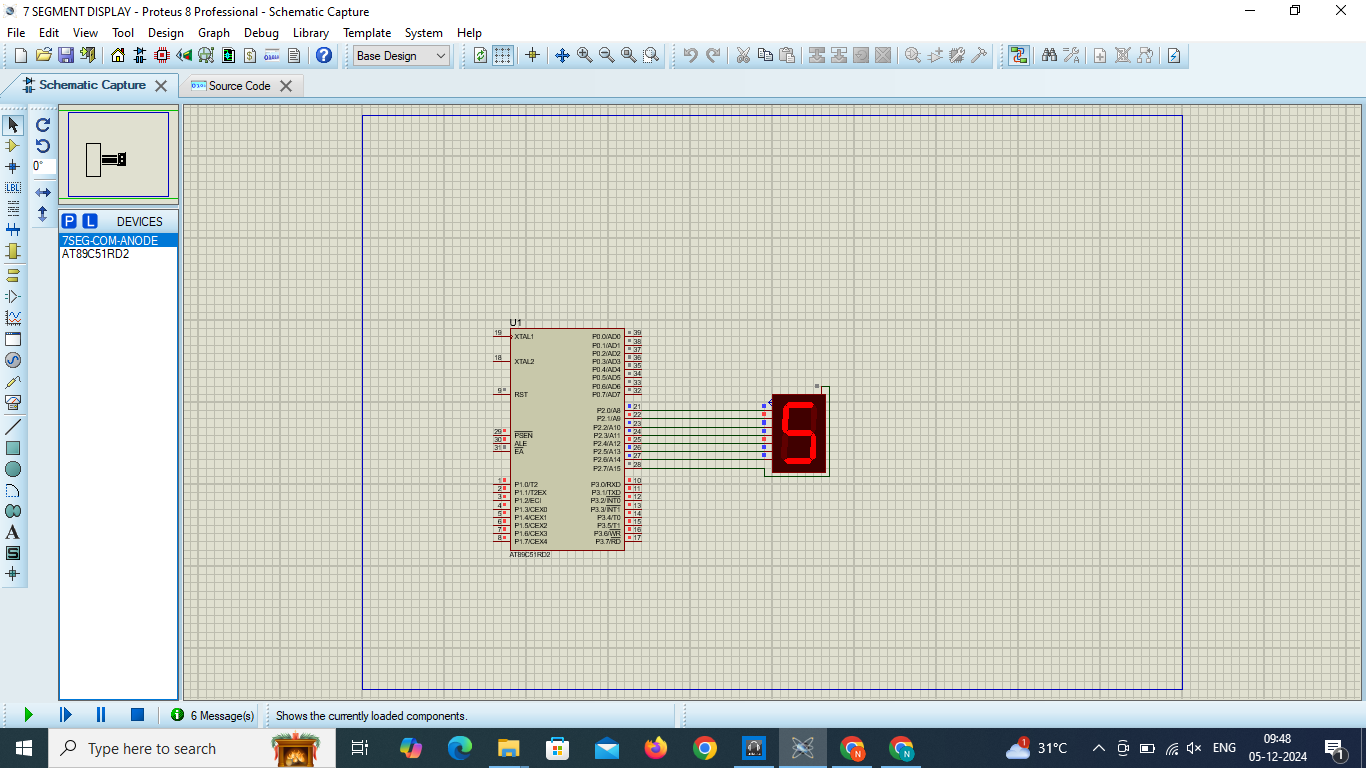 7 SEGMENT DISPLAY - Proteus 8 Professional - Schematic Capture
File Edit View Tool Design Graph Debug Library Template System Help
Base Design
Schematic Capture
Source Code
0°
LBL
P L DEVICES
7SEG-COM-ANODE
AT89C51RD2
A
S
U1
19 XTAL1 P0.0/AD0 39
P0.1/AD1 38
P0.2/AD2 37
18 XTAL2 P0.3/AD3 36
P0.4/AD4 35
P0.5/AD5 34
P0.6/AD6 33
9 RST P0.7/AD7 32
P2.0/A8 21
P2.1/A9 22
P2.2/A10 23
29 PSEN P2.3/A11 24
30 ALE P2.4/A12 25
31 EA P2.5/A13 26
P2.6/A14 27
P2.7/A15 28
1 P1.0/T2 P3.0/RXD 10
2 P1.1/T2EX P3.1/TXD 11
3 P1.2/ECI P3.2/INT0 12
4 P1.3/CEX0 P3.3/INT1 13
5 P1.4/CEX1 P3.4/T0 14
6 P1.5/CEX2 P3.5/T1 15
7 P1.6/CEX3 P3.6/WR 16
8 P1.7/CEX4 P3.7/RD 17
AT89C51RD2
5
6 Message(s) Shows the currently loaded components.
Type here to search
N
N
1
31°C
ENG
09:48
05-12-2024
1